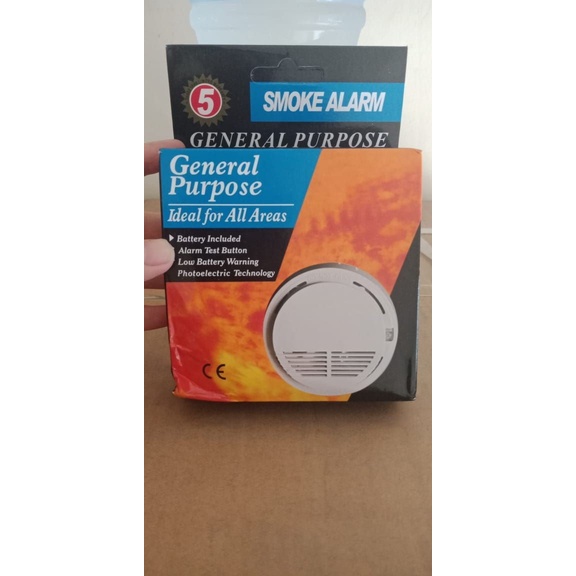 5
SMOKE ALARM
GENERAL PURPOSE
General
Purpose
Ideal for All Areas
Battery Included
Alarm Test Button
Low Battery Warning
Photoelectric Technology
CE